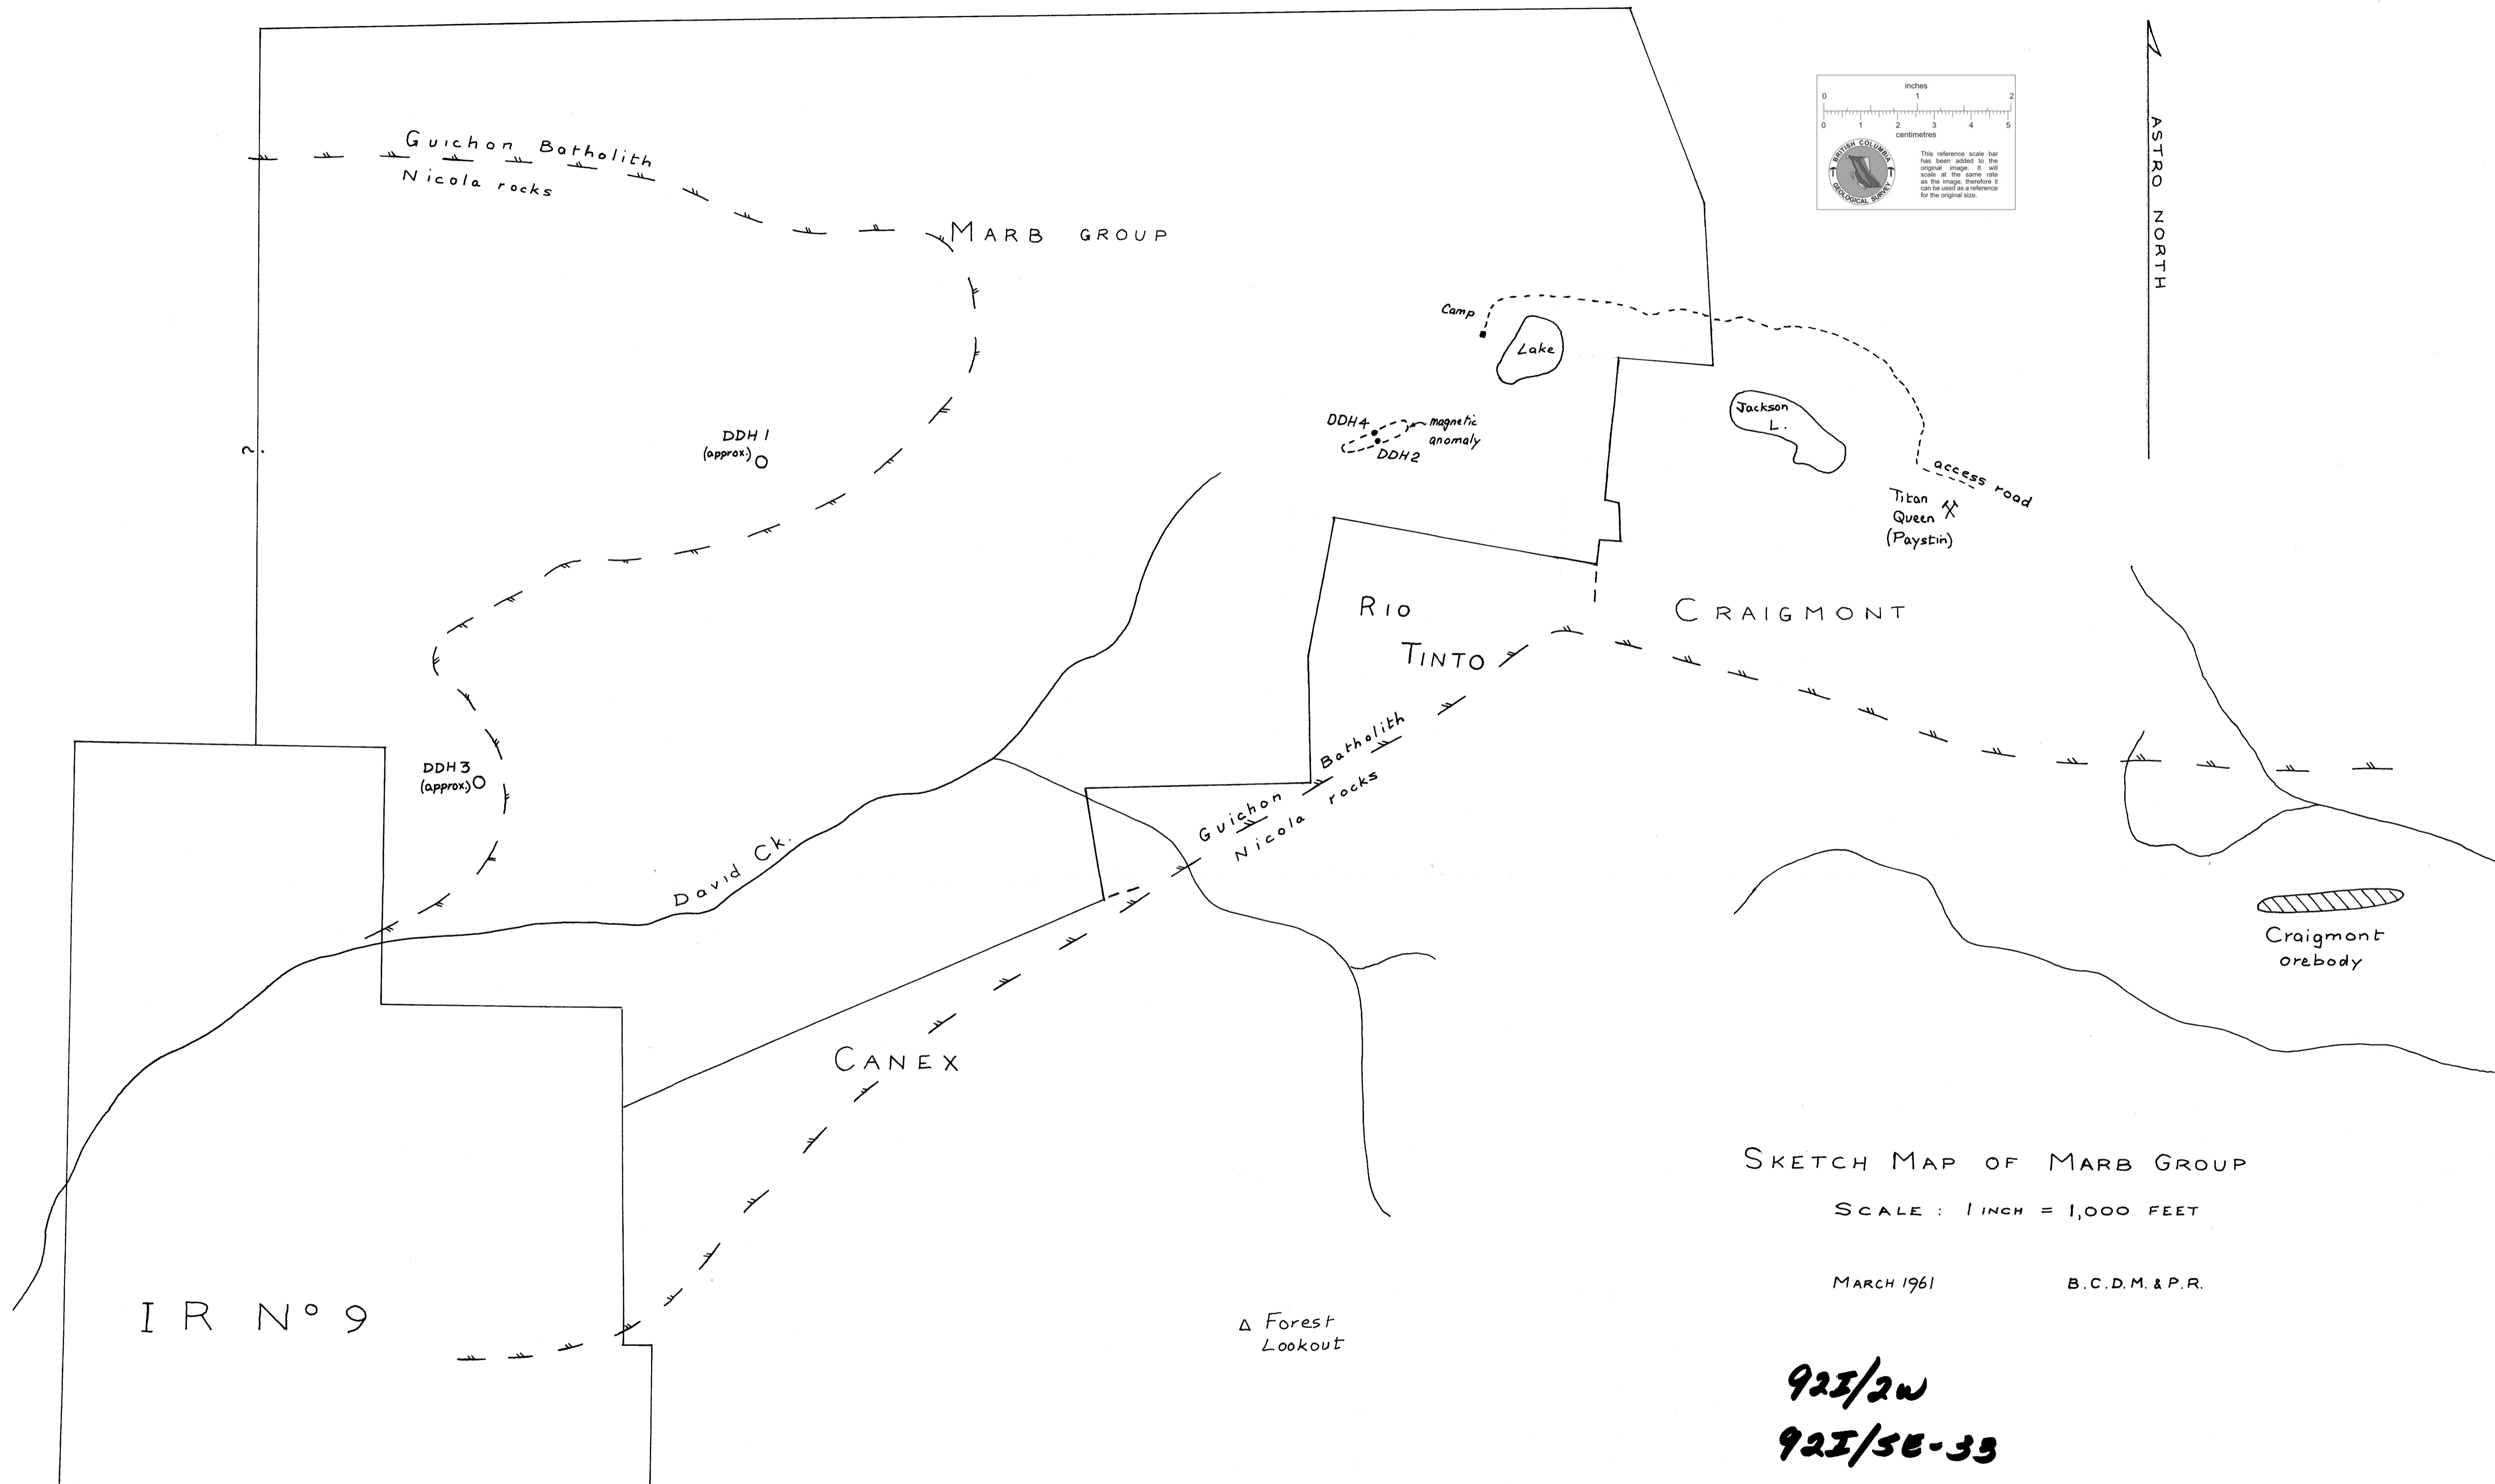 Guichon Batholith
Nicola rocks
MARB GROUP
inches
0 1 2
0 1 2 3 4 5
centimetres
BRITISH COLUMBIA
GEOLOGICAL SURVEY
This reference scale bar
has been added to the
original image. It will
scale at the same rate
as the image, therefore it
can be used as a reference
for the original size.
ASTRO NORTH
Camp
Lake
DDH 1
(approx.)
?
DDH4
magnetic
anomaly
DDH2
Jackson
L.
access road
Titan
Queen
(Paystin)
RIO
TINTO
CRAIGMONT
Guichon Batholith
Nicola rocks
DDH 3
(approx.)
David Ck.
Craigmont
orebody
CANEX
SKETCH MAP OF MARB GROUP
SCALE : 1 INCH = 1,000 FEET
MARCH 1961 B.C.D.M. & P.R.
IR Nº 9
Forest
Lookout
92I/2W
92I/SE-33